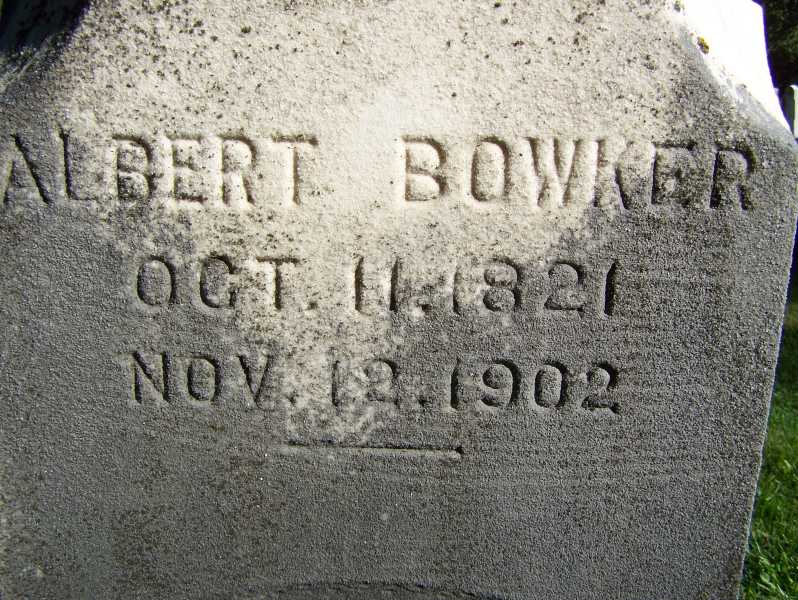 ALBERT BOWKER
OCT. 11. 1821
NOV. 12. 1902